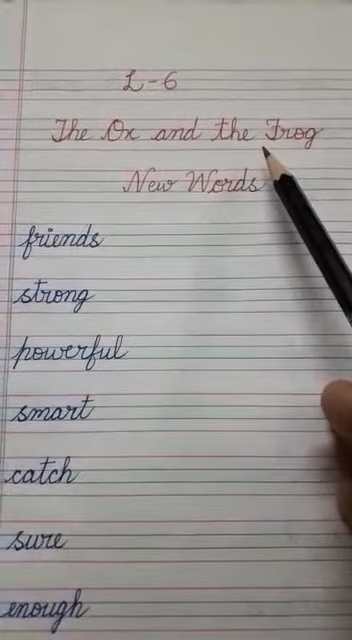 L-6
The Ox and the Frog
New Words
friends
strong
powerful
smart
catch
sure
enough